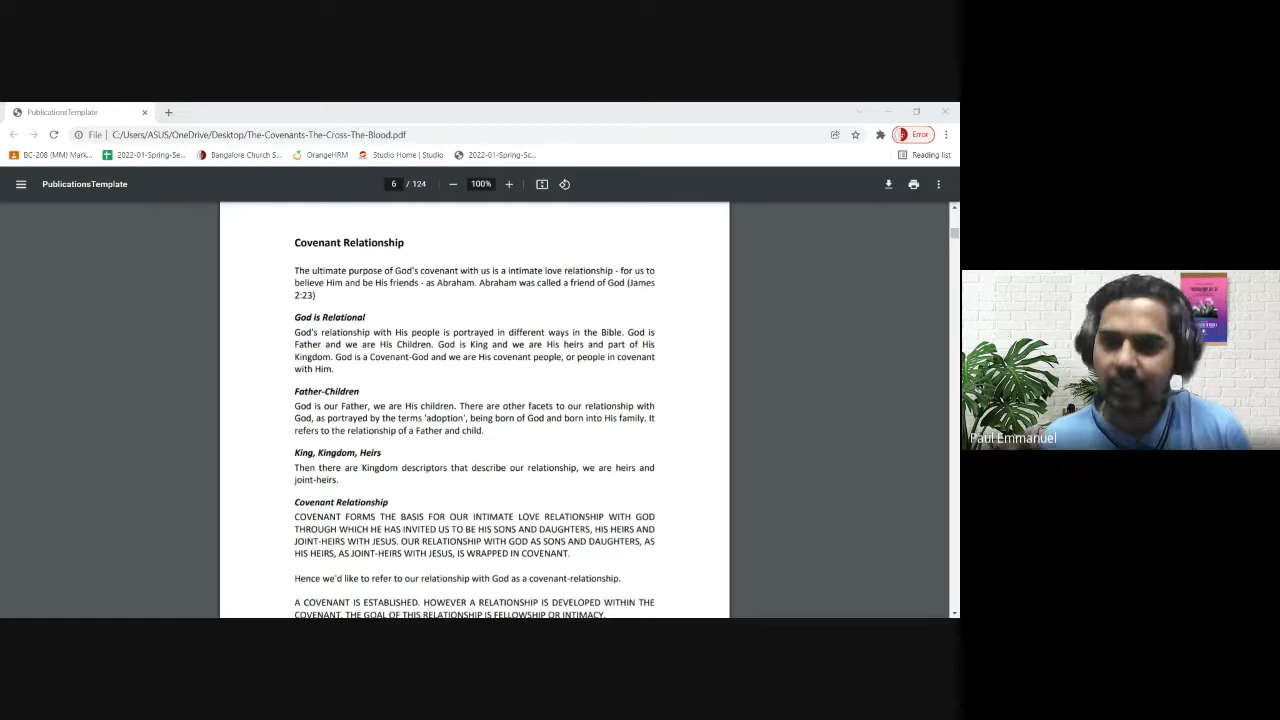 PublicationsTemplate
File | C:/Users/ASUS/OneDrive/Desktop/The-Covenants-The-Cross-The-Blood.pdf
Error
BC-208 (MM) Mark...
2022-01-Spring-Se...
Bangalore Church S...
OrangeHRM
Studio Home | Studio
2022-01-Spring-Sc...
Reading list
PublicationsTemplate
6 / 124
100%
Covenant Relationship
The ultimate purpose of God's covenant with us is a intimate love relationship - for us to
believe Him and be His friends - as Abraham. Abraham was called a friend of God (James
2:23)
God is Relational
God's relationship with His people is portrayed in different ways in the Bible. God is
Father and we are His Children. God is King and we are His heirs and part of His
Kingdom. God is a Covenant-God and we are His covenant people, or people in covenant
with Him.
Father-Children
God is our Father, we are His children. There are other facets to our relationship with
God, as portrayed by the terms 'adoption', being born of God and born into His family. It
refers to the relationship of a Father and child.
King, Kingdom, Heirs
Then there are Kingdom descriptors that describe our relationship, we are heirs and
joint-heirs.
Covenant Relationship
COVENANT FORMS THE BASIS FOR OUR INTIMATE LOVE RELATIONSHIP WITH GOD
THROUGH WHICH HE HAS INVITED US TO BE HIS SONS AND DAUGHTERS, HIS HEIRS AND
JOINT-HEIRS WITH JESUS. OUR RELATIONSHIP WITH GOD AS SONS AND DAUGHTERS, AS
HIS HEIRS, AS JOINT-HEIRS WITH JESUS, IS WRAPPED IN COVENANT.
Hence we'd like to refer to our relationship with God as a covenant-relationship.
A COVENANT IS ESTABLISHED. HOWEVER A RELATIONSHIP IS DEVELOPED WITHIN THE
COVENANT. THE GOAL OF THIS RELATIONSHIP IS FELLOWSHIP OR INTIMACY.
Paul Emmanuel